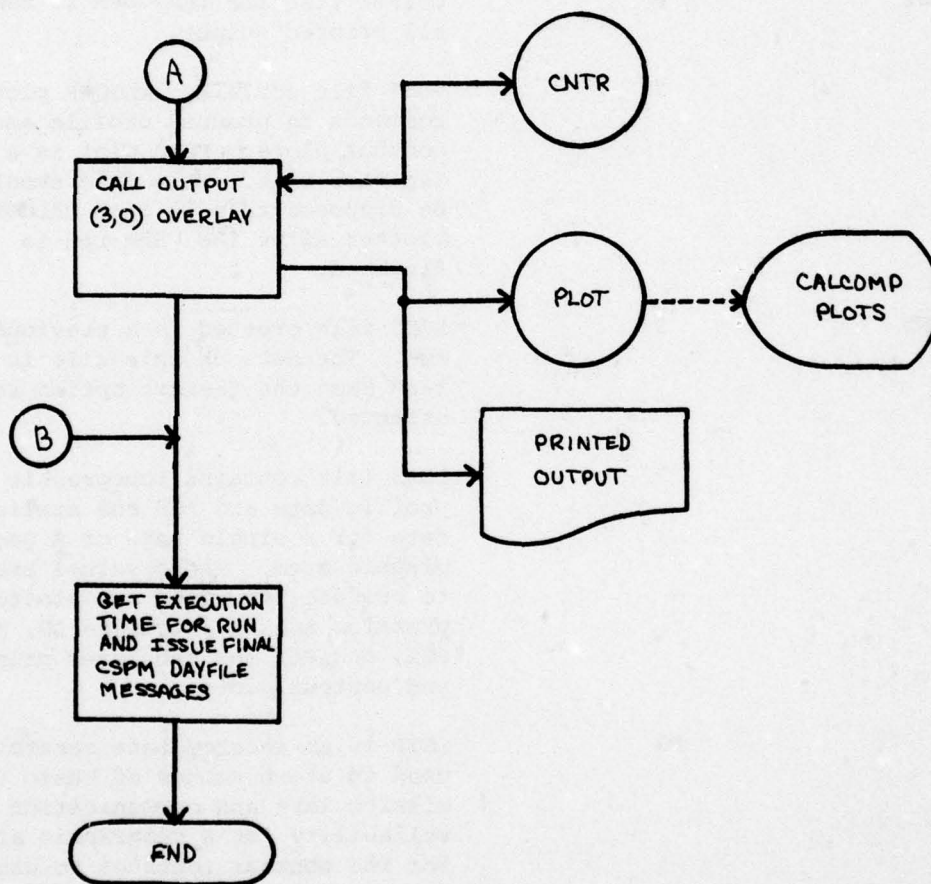 A
CNTR
CALL OUTPUT
(3,0) OVERLAY
PLOT
CALCOMP
PLOTS
B
PRINTED
OUTPUT
GET EXECUTION
TIME FOR RUN
AND ISSUE FINAL
CSPM DAYFILE
MESSAGES
END